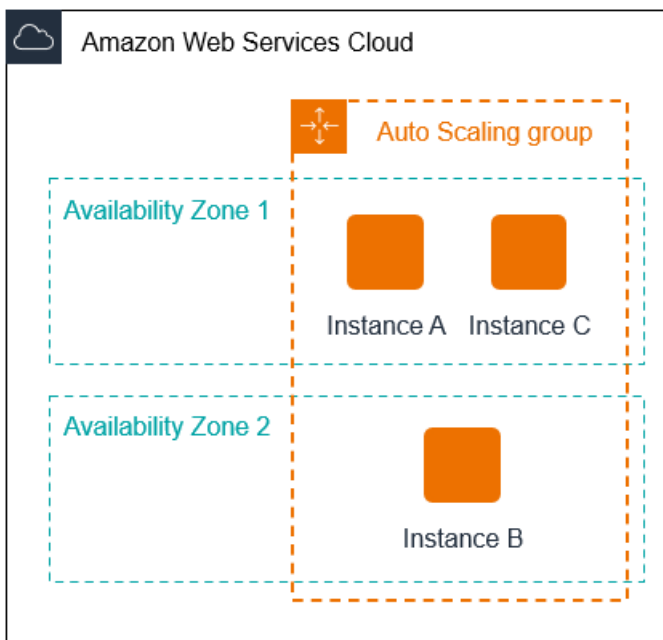 Amazon Web Services Cloud
Auto Scaling group
Availability Zone 1
Instance A
Instance C
Availability Zone 2
Instance B